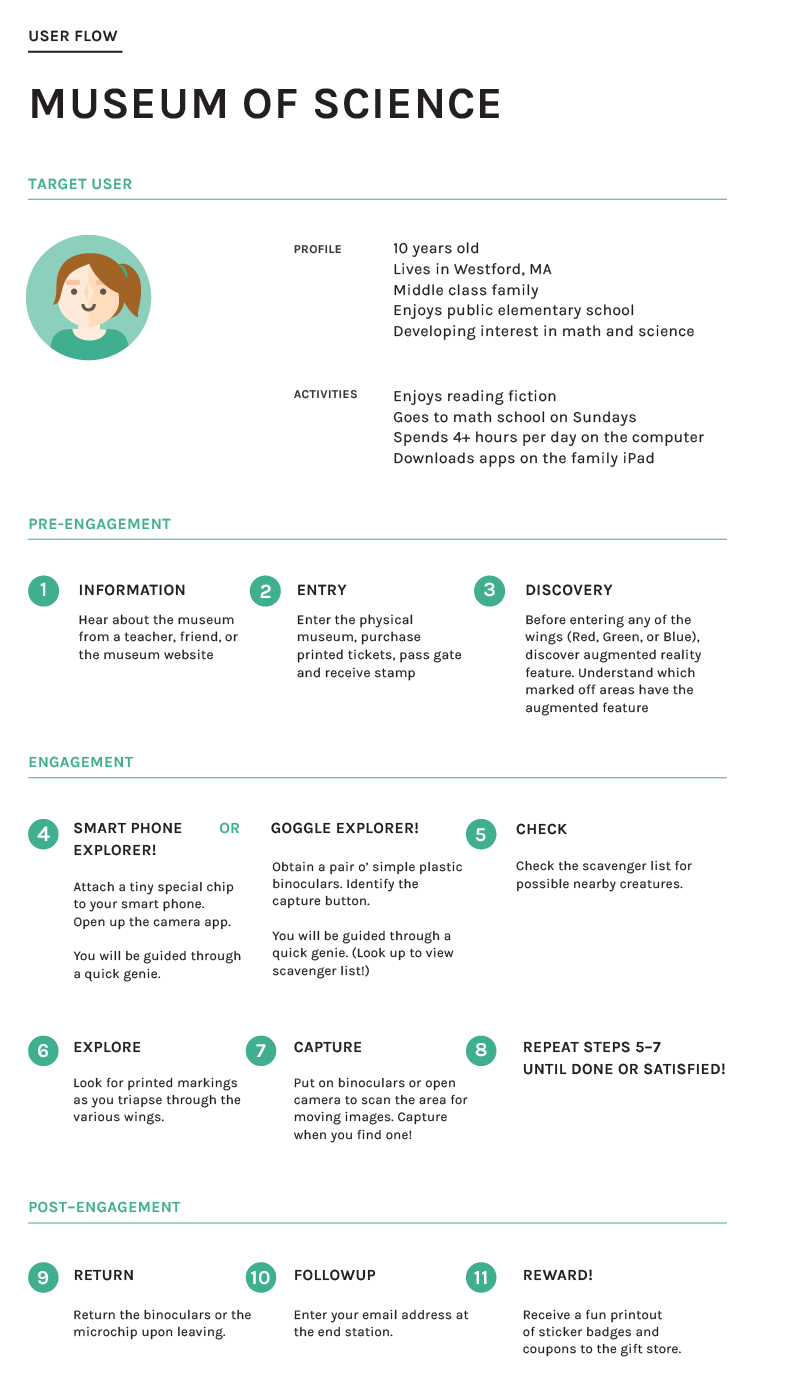 USER FLOW
MUSEUM OF SCIENCE
TARGET USER
PROFILE
10 years old
Lives in Westford, MA
Middle class family
Enjoys public elementary school
Developing interest in math and science
ACTIVITIES
Enjoys reading fiction
Goes to math school on Sundays
Spends 4+ hours per day on the computer
Downloads apps on the family iPad
PRE-ENGAGEMENT
1 INFORMATION
Hear about the museum
from a teacher, friend, or
the museum website
2 ENTRY
Enter the physical
museum, purchase
printed tickets, pass gate
and receive stamp
3 DISCOVERY
Before entering any of the
wings (Red, Green, or Blue),
discover augmented reality
feature. Understand which
marked off areas have the
augmented feature
ENGAGEMENT
4 SMART PHONE
EXPLORER!
Attach a tiny special chip
to your smart phone.
Open up the camera app.
You will be guided through
a quick genie.
OR
GOGGLE EXPLORER!
Obtain a pair o' simple plastic
binoculars. Identify the
capture button.
You will be guided through a
quick genie. (Look up to view
scavenger list!)
5 CHECK
Check the scavenger list for
possible nearby creatures.
6 EXPLORE
Look for printed markings
as you triapse through the
various wings.
7 CAPTURE
Put on binoculars or open
camera to scan the area for
moving images. Capture
when you find one!
8 REPEAT STEPS 5–7
UNTIL DONE OR SATISFIED!
POST–ENGAGEMENT
9 RETURN
Return the binoculars or the
microchip upon leaving.
10 FOLLOWUP
Enter your email address at
the end station.
11 REWARD!
Receive a fun printout
of sticker badges and
coupons to the gift store.